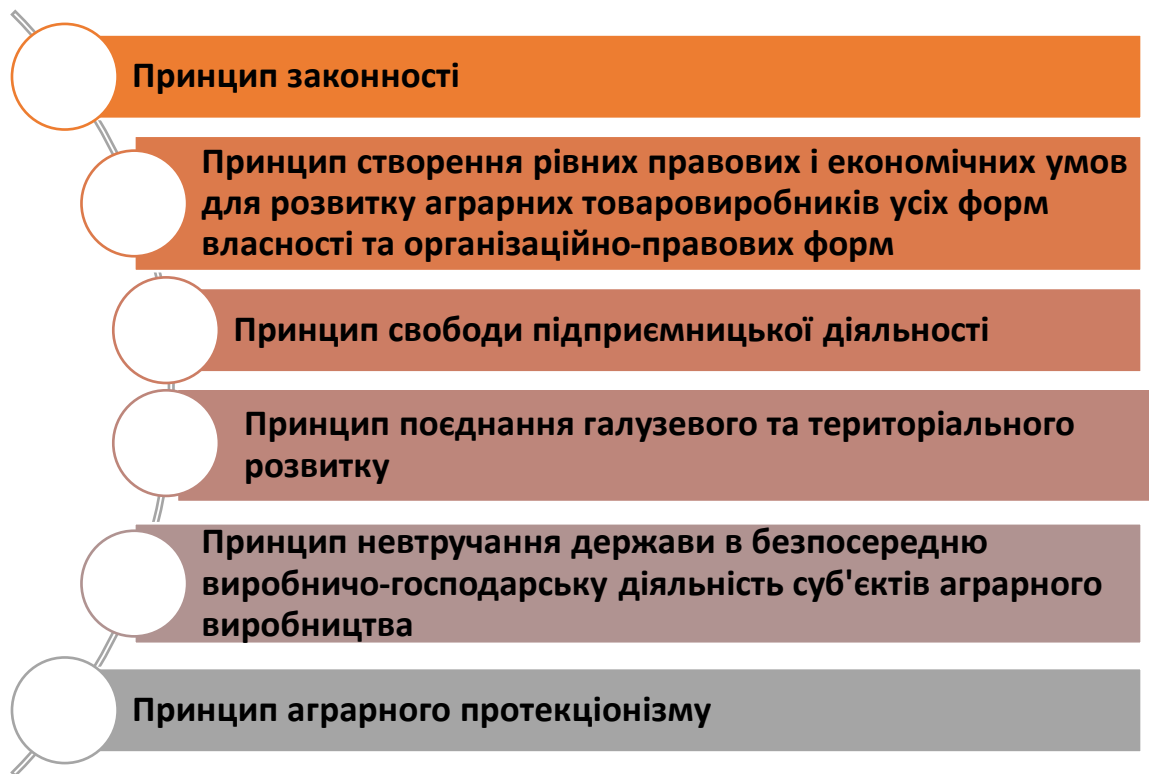 Принцип законності
Принцип створення рівних правових і економічних умов
для розвитку аграрних товаровиробників усіх форм
власності та організаційно-правових форм
Принцип свободи підприємницької діяльності
Принцип поєднання галузевого та територіального
розвитку
Принцип невтручання держави в безпосередню
виробничо-господарську діяльність суб'єктів аграрного
виробництва
Принцип аграрного протекціонізму